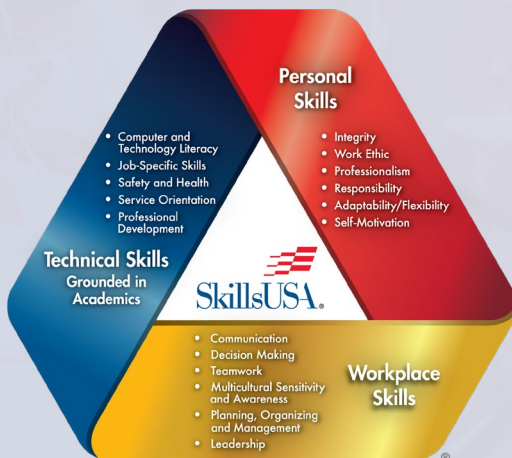 Personal
Skills
• Integrity
• Work Ethic
• Professionalism
• Responsibility
• Adaptability/Flexibility
• Self-Motivation
• Computer and
Technology Literacy
• Job-Specific Skills
• Safety and Health
• Service Orientation
• Professional
Development
Technical Skills
Grounded in
Academics
SkillsUSA®
• Communication
• Decision Making
• Teamwork
• Multicultural Sensitivity
and Awareness
• Planning, Organizing
and Management
• Leadership
Workplace
Skills
®